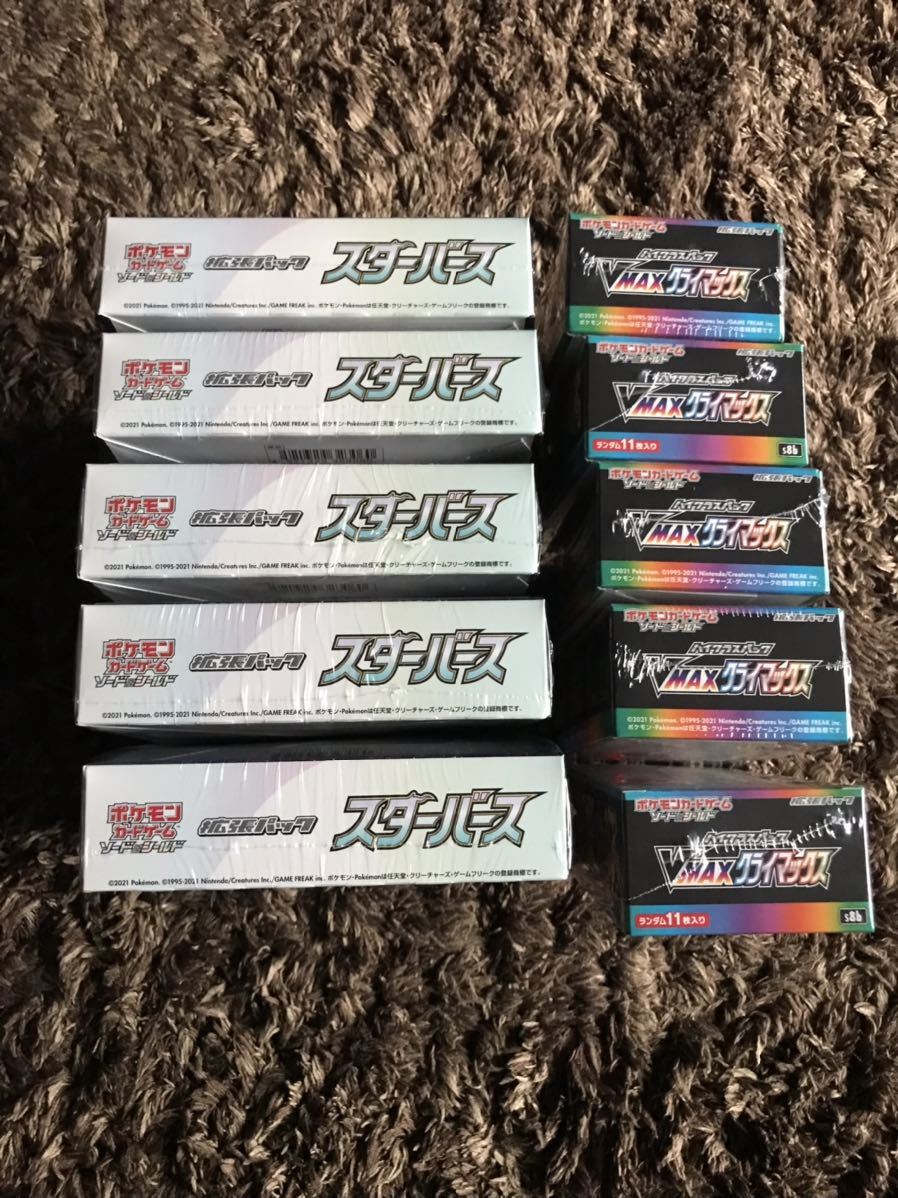 ポケモン
カードゲーム
ソード&シールド
拡張パック
スターバース
©2021 Pokémon. ©1995-2021 Nintendo/Creatures Inc./GAME FREAK inc. ポケモン・Pokémonは任天堂・クリーチャーズ・ゲームフリークの登録商標です。
ポケモン
カードゲーム
ソード&シールド
拡張パック
スターバース
©2021 Pokémon. ©1995-2021 Nintendo/Creatures Inc./GAME FREAK inc. ポケモン・Pokémonは任天堂・クリーチャーズ・ゲームフリークの登録商標です。
ポケモン
カードゲーム
ソード&シールド
拡張パック
スターバース
©2021 Pokémon. ©1995-2021 Nintendo/Creatures Inc./GAME FREAK inc. ポケモン・Pokémonは任天堂・クリーチャーズ・ゲームフリークの登録商標です。
ポケモン
カードゲーム
ソード&シールド
拡張パック
スターバース
©2021 Pokémon. ©1995-2021 Nintendo/Creatures Inc./GAME FREAK inc. ポケモン・Pokémonは任天堂・クリーチャーズ・ゲームフリークの登録商標です。
ポケモン
カードゲーム
ソード&シールド
拡張パック
スターバース
©2021 Pokémon. ©1995-2021 Nintendo/Creatures Inc./GAME FREAK inc. ポケモン・Pokémonは任天堂・クリーチャーズ・ゲームフリークの登録商標です。
ポケモンカードゲーム
ソード&シールド
拡張パック
ハイクラスパック
VMAXクライマックス
©2021 Pokémon. ©1995-2021 Nintendo/Creatures Inc./GAME FREAK inc.
ポケモン・Pokémonは任天堂・クリーチャーズ・ゲームフリークの登録商標です。
ポケモンカードゲーム
ソード&シールド
拡張パック
ハイクラスパック
VMAXクライマックス
ランダム11枚入り
s8b
ポケモンカードゲーム
ソード&シールド
拡張パック
ハイクラスパック
VMAXクライマックス
©2021 Pokémon. ©1995-2021 Nintendo/Creatures Inc./GAME FREAK inc.
ポケモン・Pokémonは任天堂・クリーチャーズ・ゲームフリークの登録商標です。
ポケモンカードゲーム
ソード&シールド
拡張パック
ハイクラスパック
VMAXクライマックス
©2021 Pokémon. ©1995-2021 Nintendo/Creatures Inc./GAME FREAK inc.
ポケモン・Pokémonは任天堂・クリーチャーズ・ゲームフリークの登録商標です。
ポケモンカードゲーム
ソード&シールド
拡張パック
ハイクラスパック
VMAXクライマックス
ランダム11枚入り
s8b